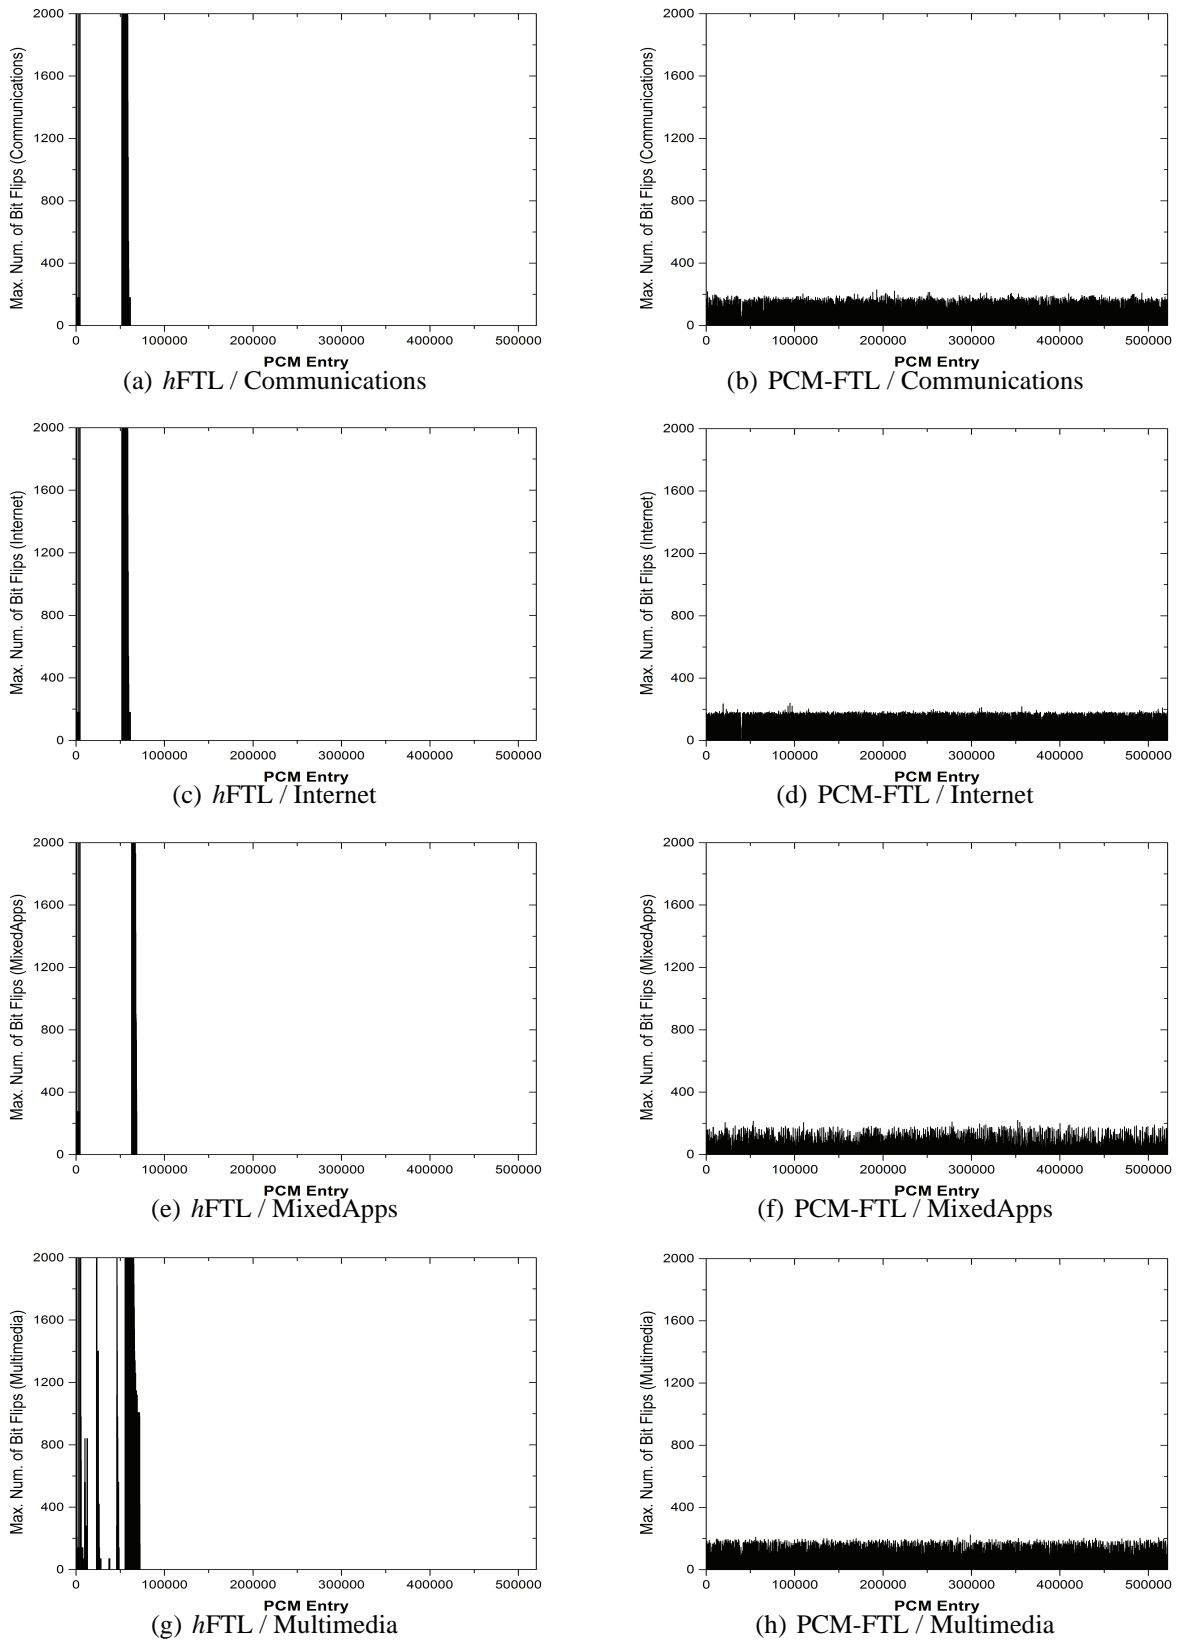 2000
1600
1200
800
400
0
Max. Num. of Bit Flips (Communications)
0 100000 200000 300000 400000 500000
PCM Entry
(a) hFTL / Communications
2000
1600
1200
800
400
0
Max. Num. of Bit Flips (Communications)
0 100000 200000 300000 400000 500000
PCM Entry
(b) PCM-FTL / Communications
2000
1600
1200
800
400
0
Max. Num. of Bit Flips (Internet)
0 100000 200000 300000 400000 500000
PCM Entry
(c) hFTL / Internet
2000
1600
1200
800
400
0
Max. Num. of Bit Flips (Internet)
0 100000 200000 300000 400000 500000
PCM Entry
(d) PCM-FTL / Internet
2000
1600
1200
800
400
0
Max. Num. of Bit Flips (MixedApps)
0 100000 200000 300000 400000 500000
PCM Entry
(e) hFTL / MixedApps
2000
1600
1200
800
400
0
Max. Num. of Bit Flips (MixedApps)
0 100000 200000 300000 400000 500000
PCM Entry
(f) PCM-FTL / MixedApps
2000
1600
1200
800
400
0
Max. Num. of Bit Flips (Multimedia)
0 100000 200000 300000 400000 500000
PCM Entry
(g) hFTL / Multimedia
2000
1600
1200
800
400
0
Max. Num. of Bit Flips (Multimedia)
0 100000 200000 300000 400000 500000
PCM Entry
(h) PCM-FTL / Multimedia